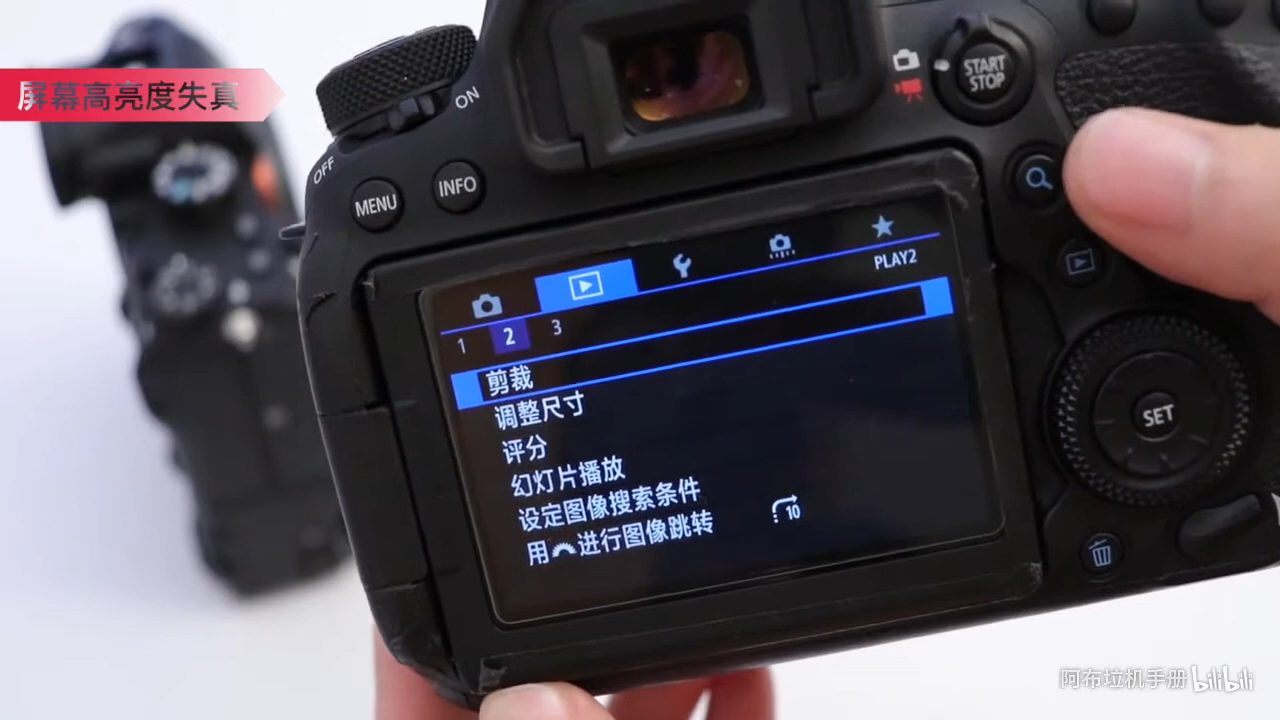 屏幕高亮度失真
ON
OFF
MENU
INFO
START
STOP
PLAY2
1
2
3
剪裁
调整尺寸
评分
幻灯片播放
设定图像搜索条件
用进行图像跳转
10
SET
阿布垃机手册
bilibili